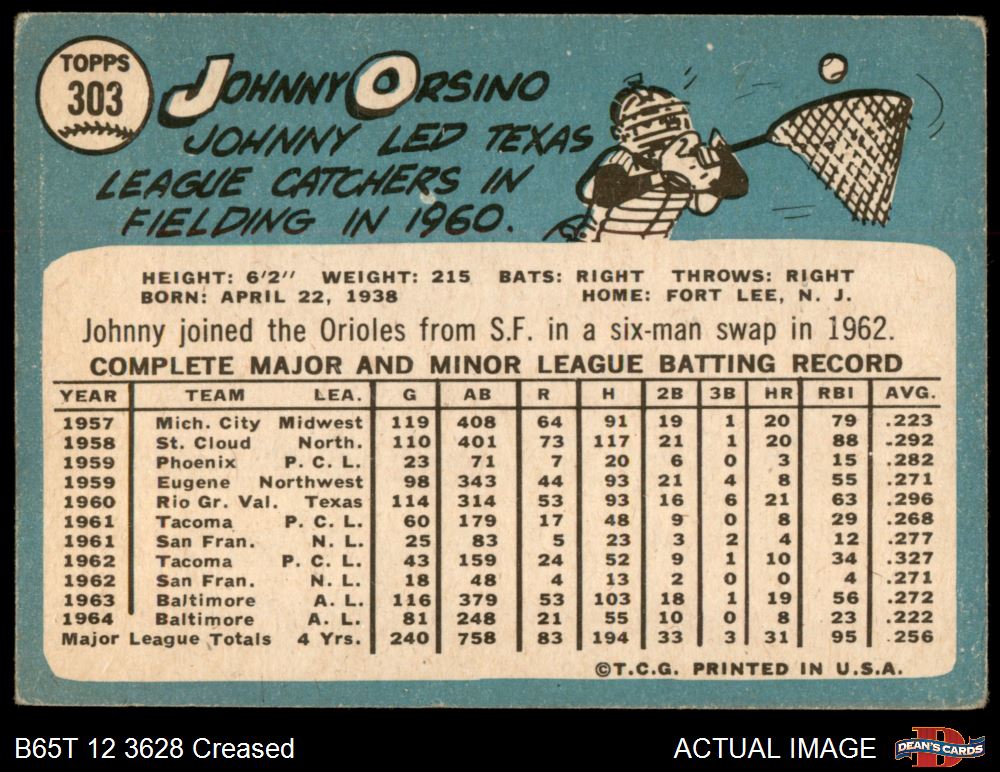 TOPPS
303
JOHNNY ORSINO
JOHNNY LED TEXAS
LEAGUE CATCHERS IN
FIELDING IN 1960.
HEIGHT: 6'2" WEIGHT: 215 BATS: RIGHT THROWS: RIGHT
BORN: APRIL 22, 1938 HOME: FORT LEE, N. J.
Johnny joined the Orioles from S.F. in a six-man swap in 1962.
COMPLETE MAJOR AND MINOR LEAGUE BATTING RECORD
YEAR TEAM LEA. G AB R H 2B 3B HR RBI AVG.
1957 Mich. City Midwest 119 408 64 91 19 1 20 79 .223
1958 St. Cloud North. 110 401 73 117 21 1 20 88 .292
1959 Phoenix P. C. L. 23 71 7 20 6 0 3 15 .282
1959 Eugene Northwest 98 343 44 93 21 4 8 55 .271
1960 Rio Gr. Val. Texas 114 314 53 93 16 6 21 63 .296
1961 Tacoma P. C. L. 60 179 17 48 9 0 8 29 .268
1961 San Fran. N. L. 25 83 5 23 3 2 4 12 .277
1962 Tacoma P. C. L. 43 159 24 52 9 1 10 34 .327
1962 San Fran. N. L. 18 48 4 13 2 0 0 4 .271
1963 Baltimore A. L. 116 379 53 103 18 1 19 56 .272
1964 Baltimore A. L. 81 248 21 55 10 0 8 23 .222
Major League Totals 4 Yrs. 240 758 83 194 33 3 31 95 .256
©T.C.G. PRINTED IN U.S.A.
B65T 12 3628 Creased ACTUAL IMAGE DEAN'S CARDS